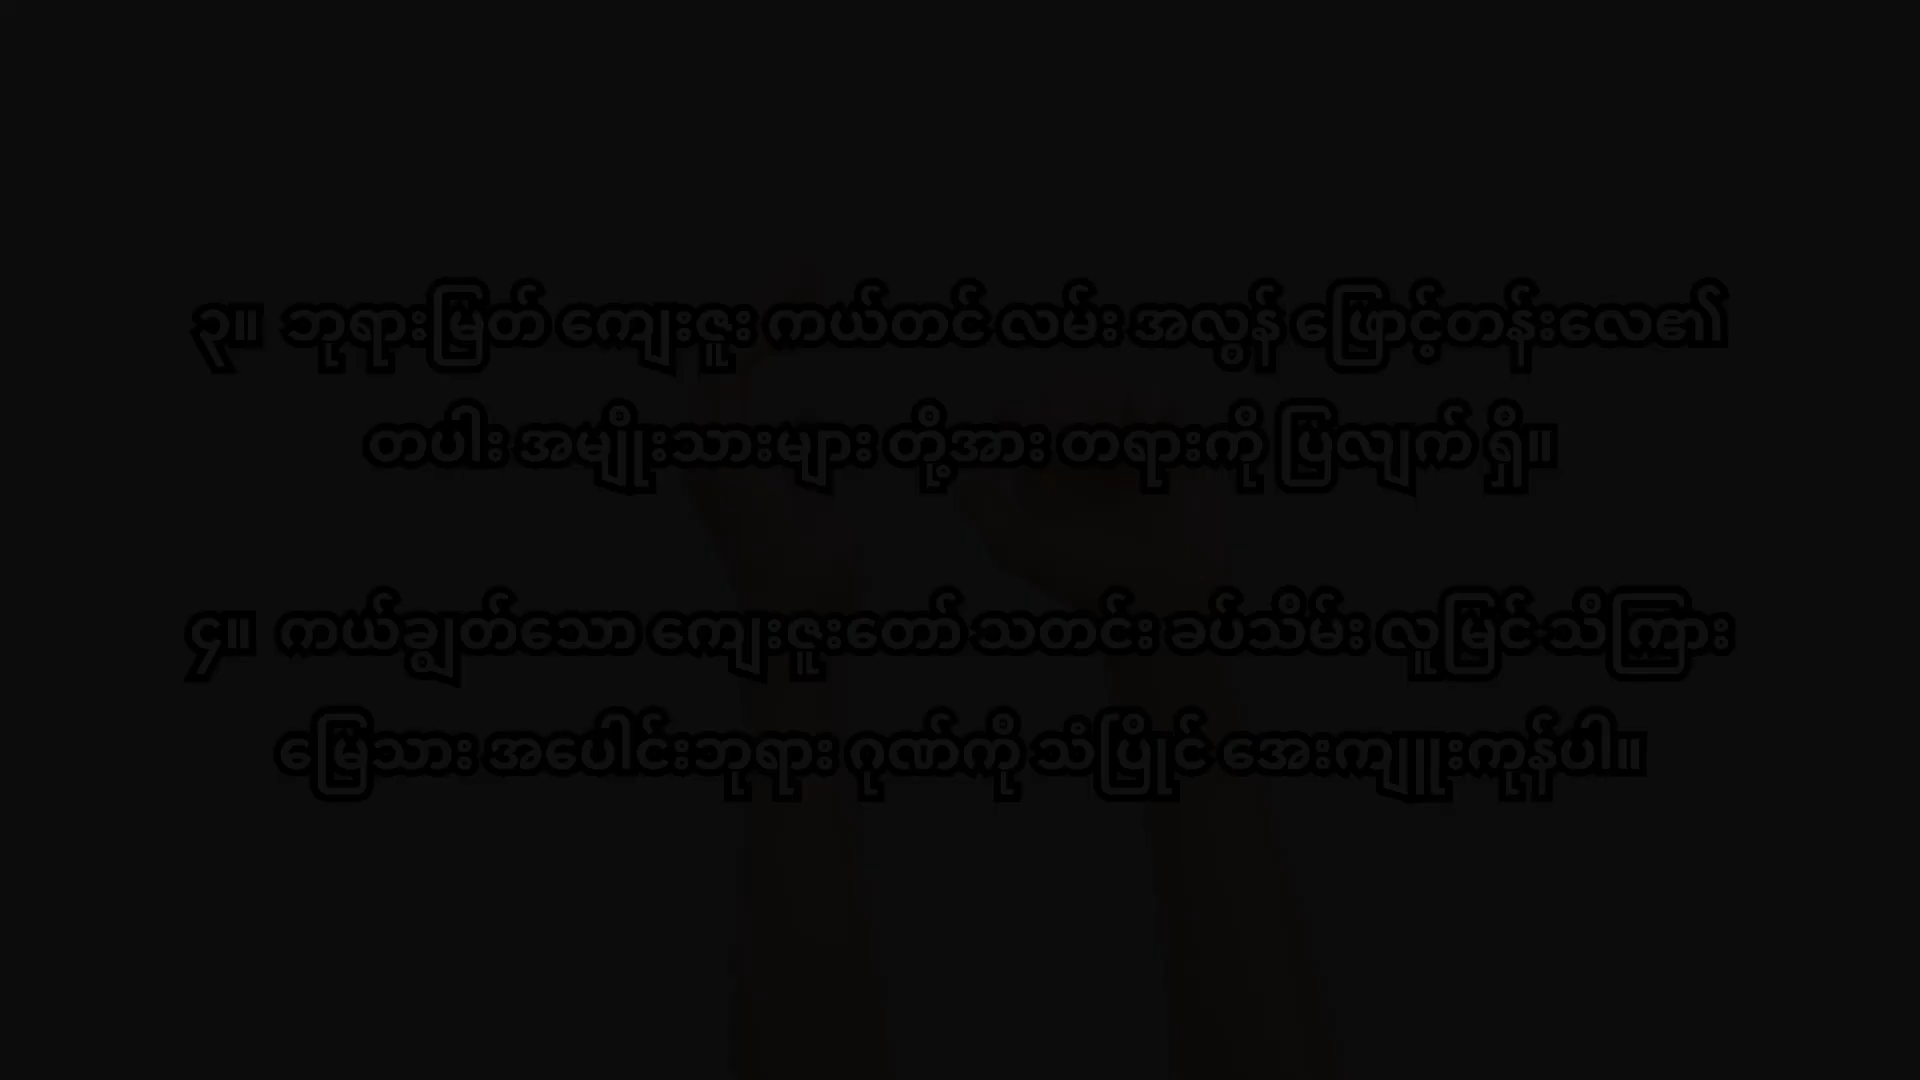 ၃။ ဘုရားမြတ် ကျေးဇူး ကယ်တင် လမ်း အလွန် ဖြောင့်တန်းလေ၏
တပါး အမျိုးသားများ တို့အား တရားကို ပြလျက် ရှိ။
၄။ ကယ်ချွတ်သော ကျေးဇူးတော် သတင်း ခပ်သိမ်း လူမြင် သိကြား
မြေသား အပေါင်းဘုရား ဂုဏ်ကို သံပြိုင် အေးကျူးကုန်ပါ။